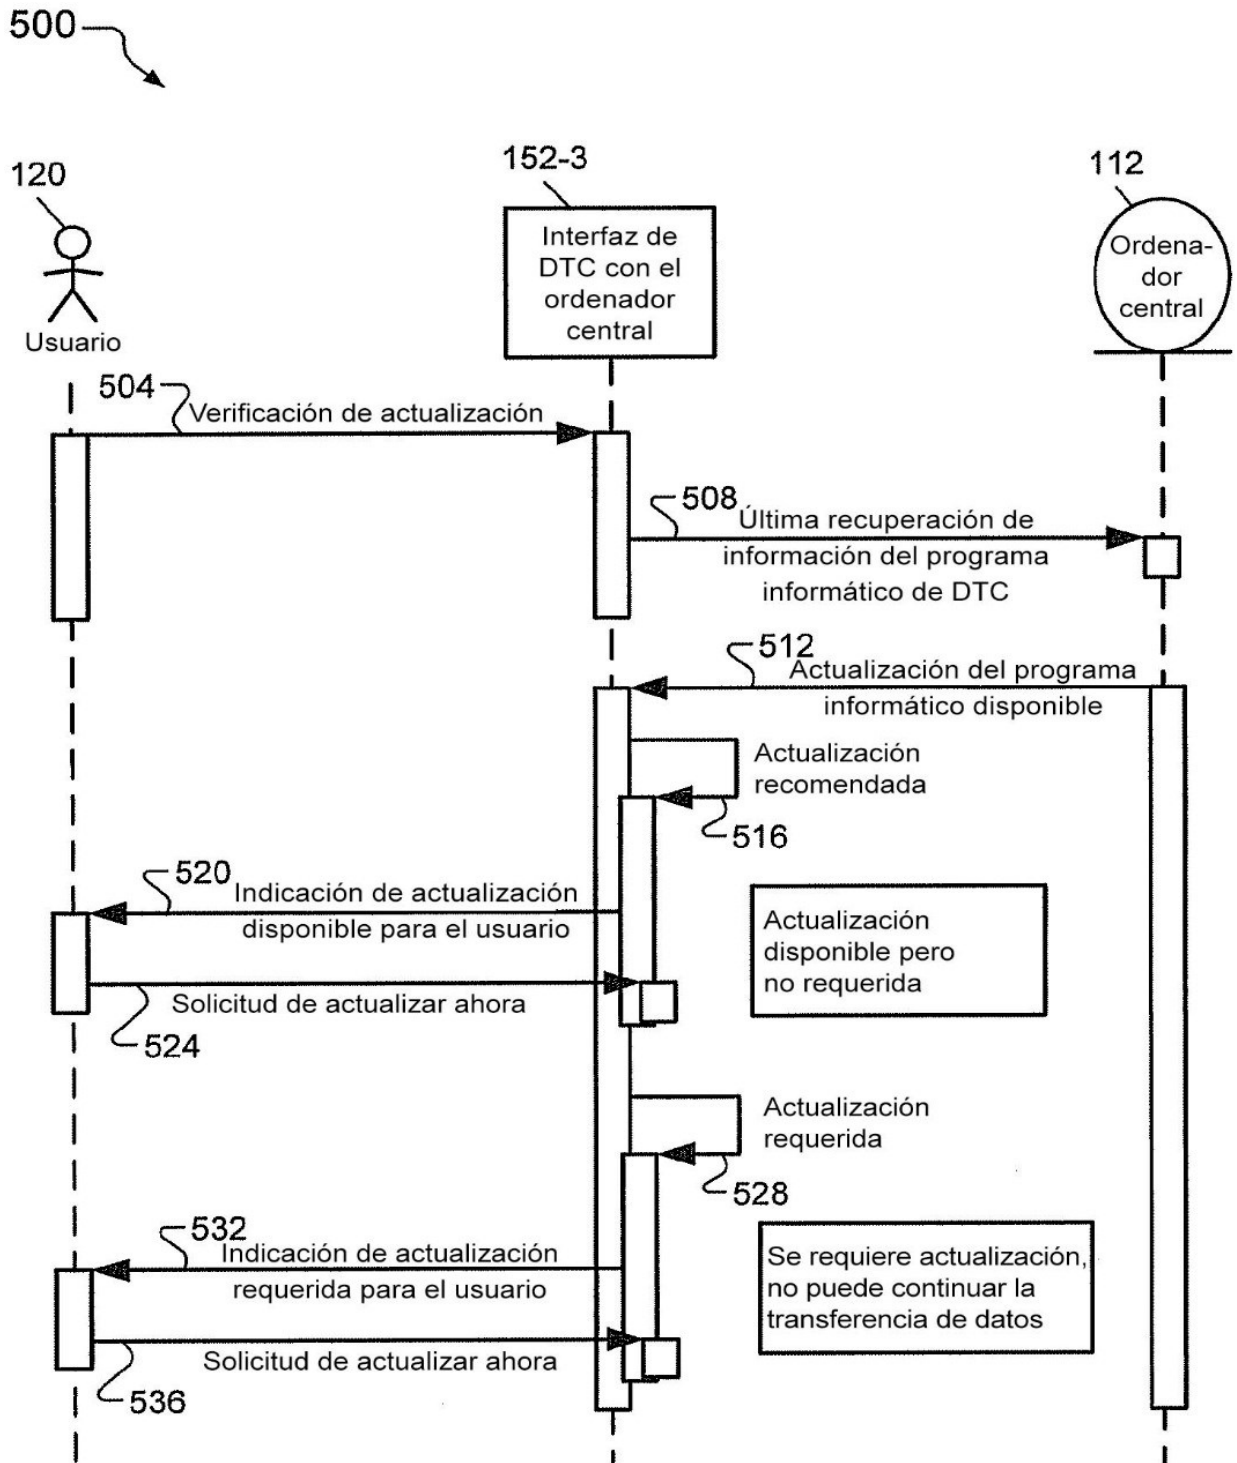 500
120
152-3
112
Usuario
Interfaz de
DTC con el
ordenador
central
Ordena-
dor
central
504
Verificación de actualización
508
Última recuperación de
información del programa
informático de DTC
512
Actualización del programa
informático disponible
Actualización
recomendada
516
520
Indicación de actualización
disponible para el usuario
Actualización
disponible pero
no requerida
Solicitud de actualizar ahora
524
Actualización
requerida
528
532
Indicación de actualización
requerida para el usuario
Se requiere actualización,
no puede continuar la
transferencia de datos
Solicitud de actualizar ahora
536